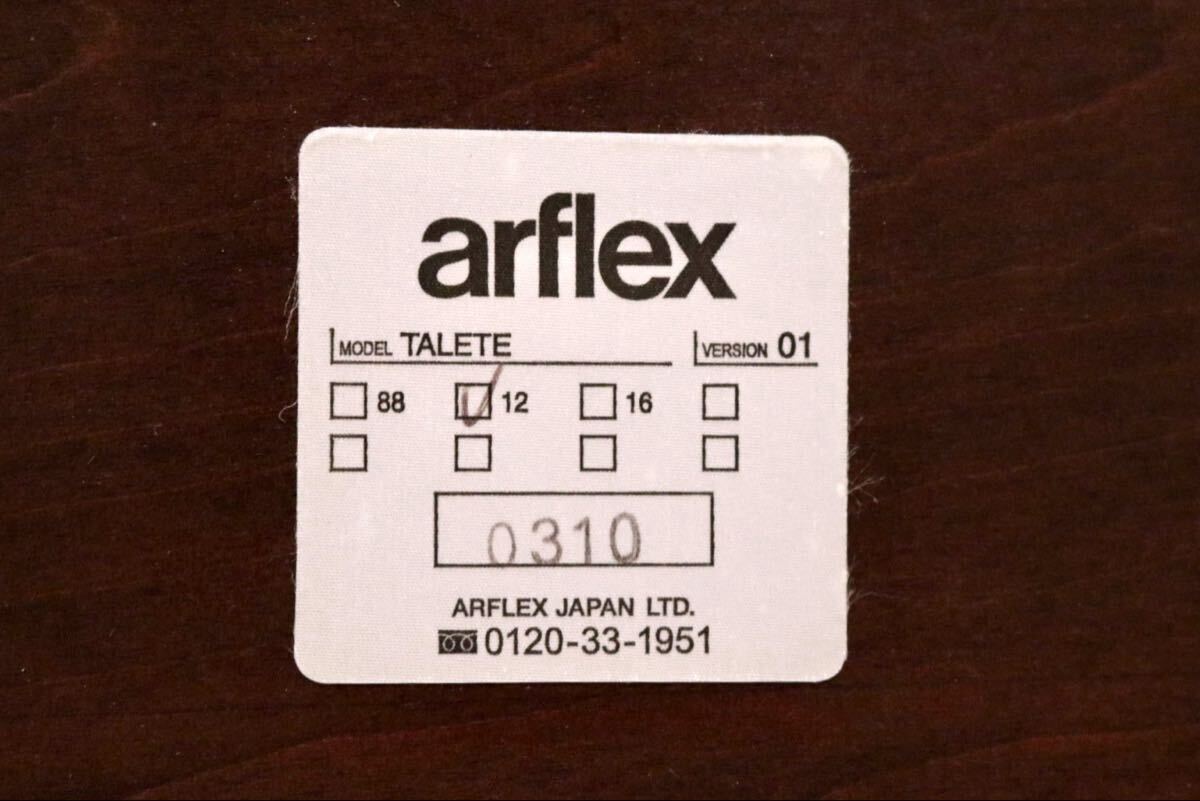 arflex
MODEL TALETE VERSION 01
88 12 16
0310
ARFLEX JAPAN LTD.
0120-33-1951